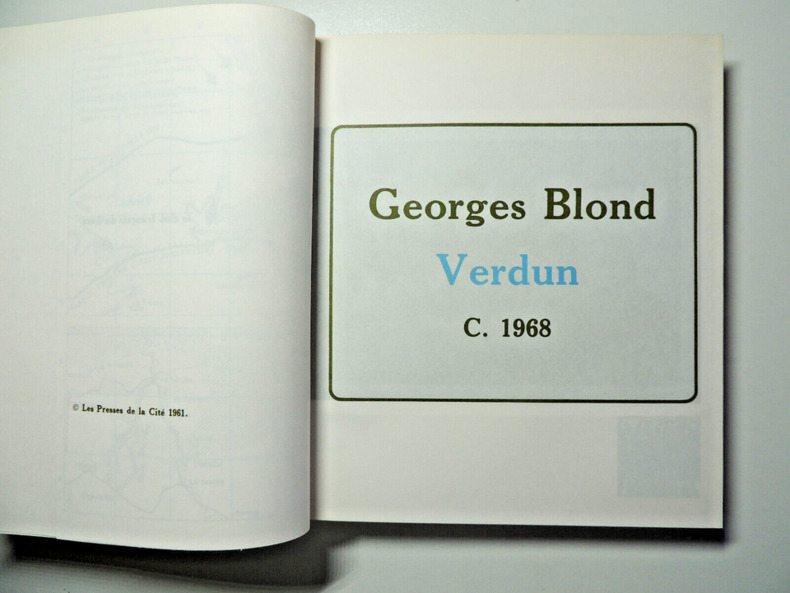 © Les Presses de la Cité 1961.
Georges Blond
Verdun
C. 1968